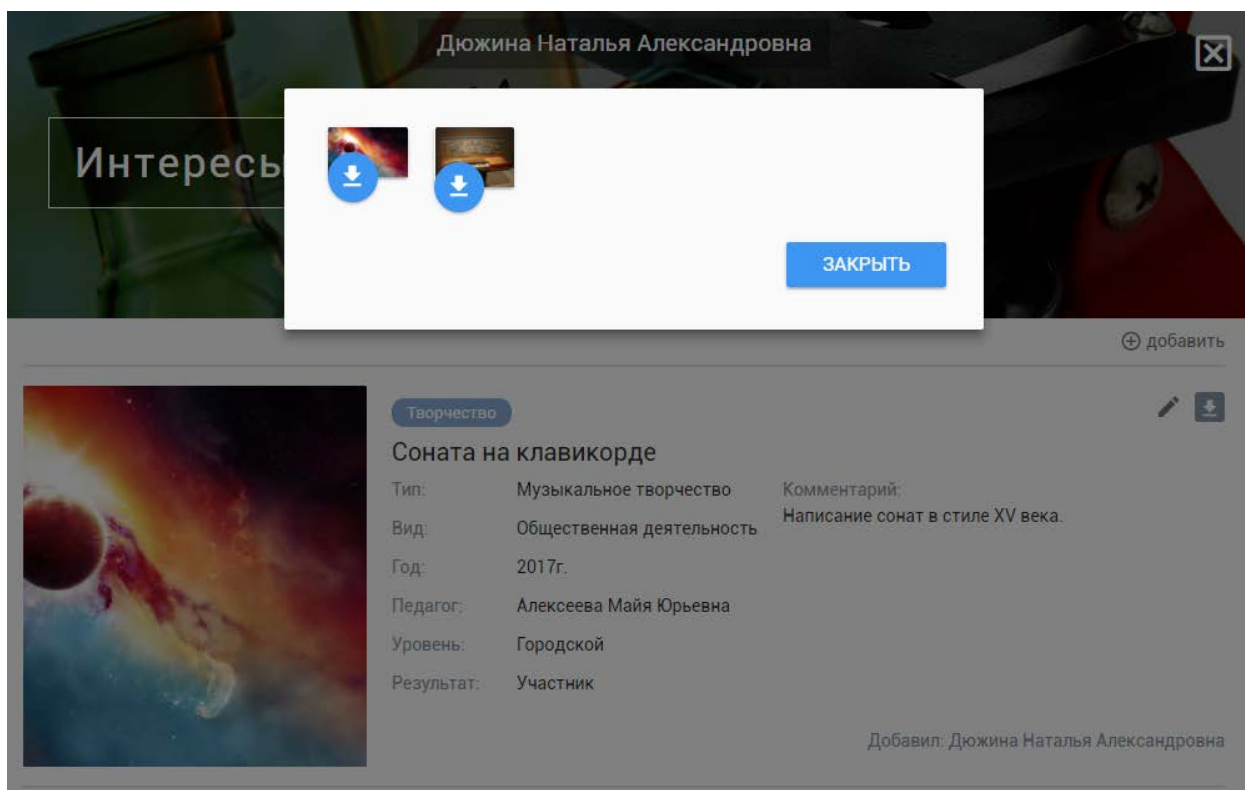 Дюжина Наталья Александровна
Интересы
ЗАКРЫТЬ
добавить
Творчество
Соната на клавикорде
Тип: Музыкальное творчество
Вид: Общественная деятельность
Год: 2017г.
Педагог: Алексеева Майя Юрьевна
Уровень: Городской
Результат: Участник
Комментарий:
Написание сонат в стиле XV века.
Добавил: Дюжина Наталья Александровна